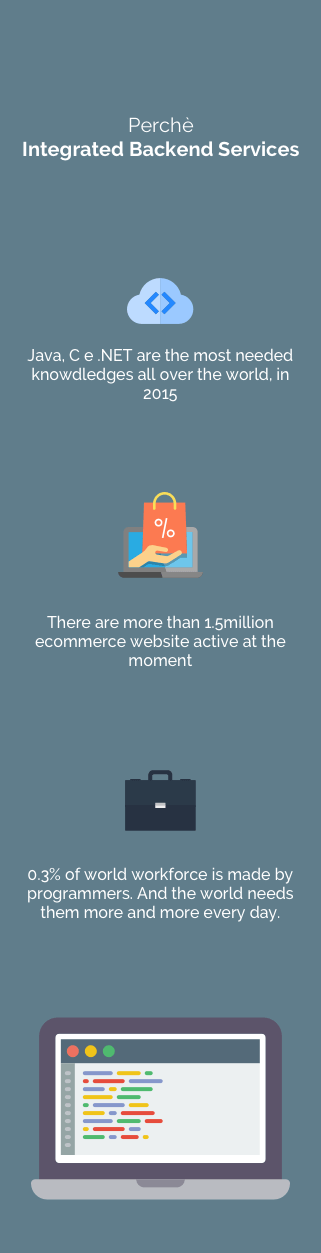 Perchè
Integrated Backend Services
Java, C e .NET are the most needed
knowdledges all over the world, in
2015
%
There are more than 1.5million
ecommerce website active at the
moment
0.3% of world workforce is made by
programmers. And the world needs
them more and more every day.